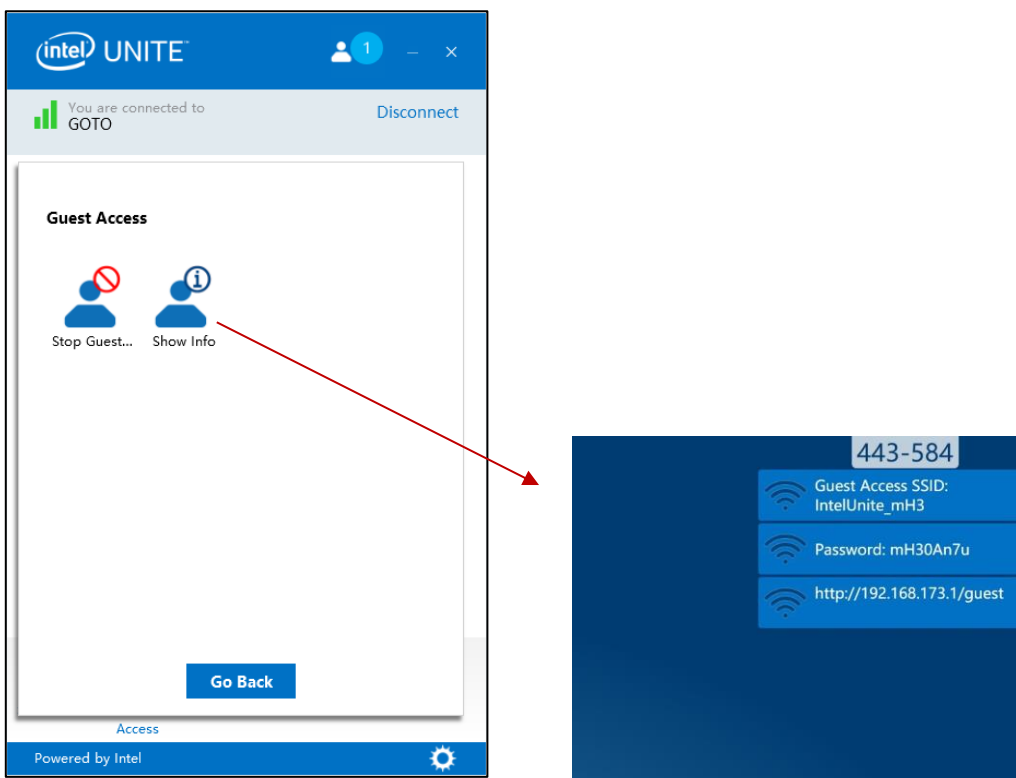 intel UNITE™
1
You are connected to
GOTO
Disconnect
Guest Access
Stop Guest...
Show Info
Go Back
Access
Powered by Intel
443-584
Guest Access SSID:
IntelUnite_mH3
Password: mH30An7u
http://192.168.173.1/guest